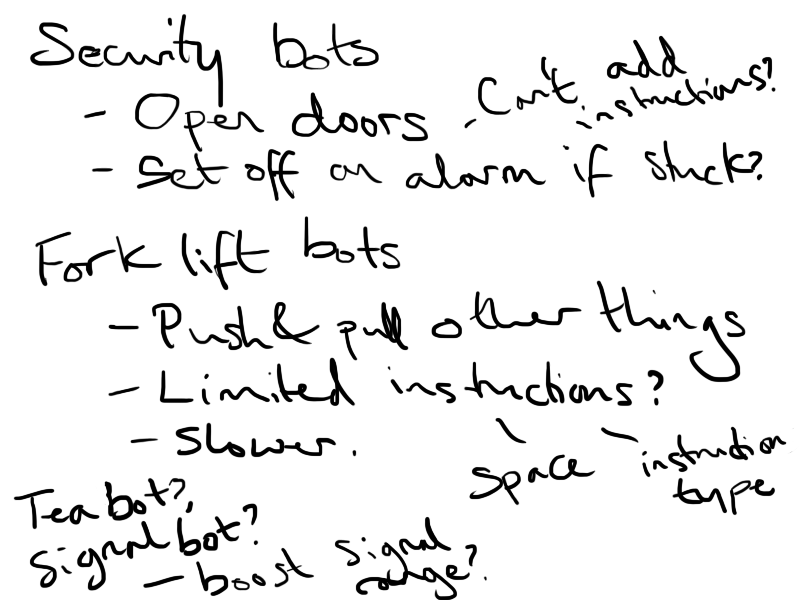 Security bots
- Open doors
- Can't add
instructions?
- Set off an alarm if stuck?
Fork lift bots
- Push & pull other things
- Limited instructions?
- Slower.
space
instruction
type
Tea bot?,
Signal bot?
- boost signal
range?